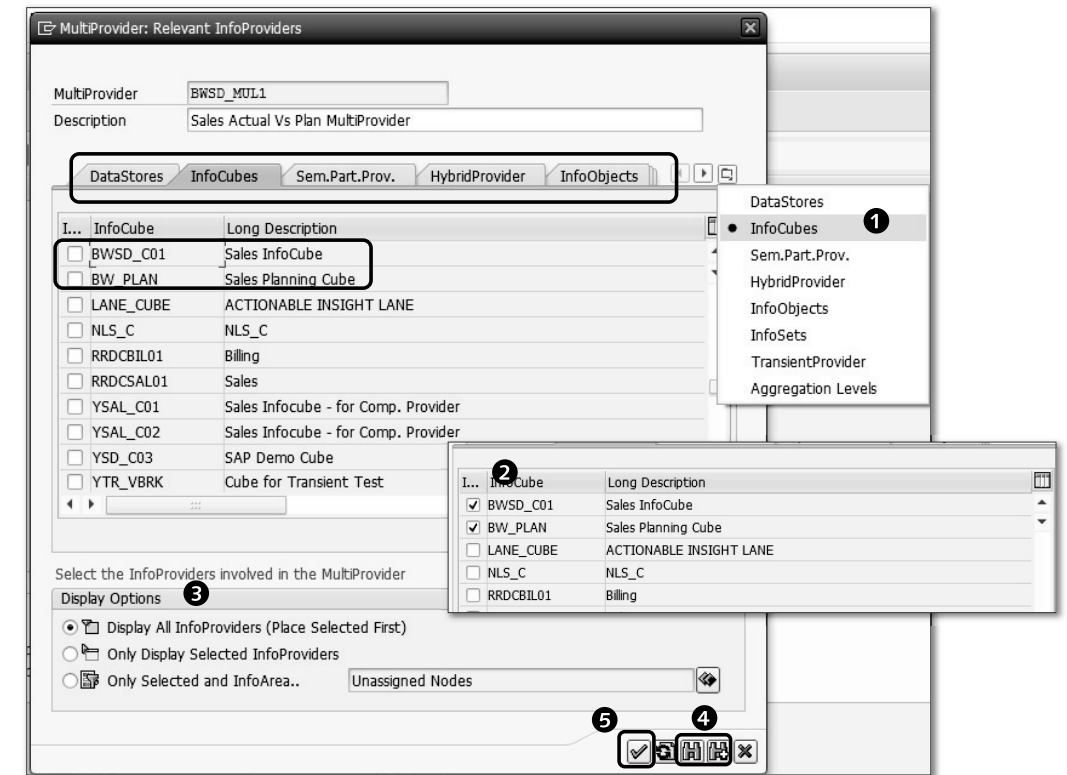 MultiProvider: Relevant InfoProviders
MultiProvider BWSD_MUL1
Description Sales Actual Vs Plan MultiProvider
DataStores InfoCubes Sem.Part.Prov. HybridProvider InfoObjects
I... InfoCube Long Description
BWSD_C01 Sales InfoCube
BW_PLAN Sales Planning Cube
LANE_CUBE ACTIONABLE INSIGHT LANE
NLS_C NLS_C
RRDCBIL01 Billing
RRDCSAL01 Sales
YSAL_C01 Sales Infocube - for Comp. Provider
YSAL_C02 Sales Infocube - for Comp. Provider
YSD_C03 SAP Demo Cube
YTR_VBRK Cube for Transient Test
DataStores
InfoCubes 1
Sem.Part.Prov.
HybridProvider
InfoObjects
InfoSets
TransientProvider
Aggregation Levels
2
I... InfoCube Long Description
BWSD_C01 Sales InfoCube
BW_PLAN Sales Planning Cube
LANE_CUBE ACTIONABLE INSIGHT LANE
NLS_C NLS_C
RRDCBIL01 Billing
Select the InfoProviders involved in the MultiProvider
Display Options 3
Display All InfoProviders (Place Selected First)
Only Display Selected InfoProviders
Only Selected and InfoArea.. Unassigned Nodes
5 4